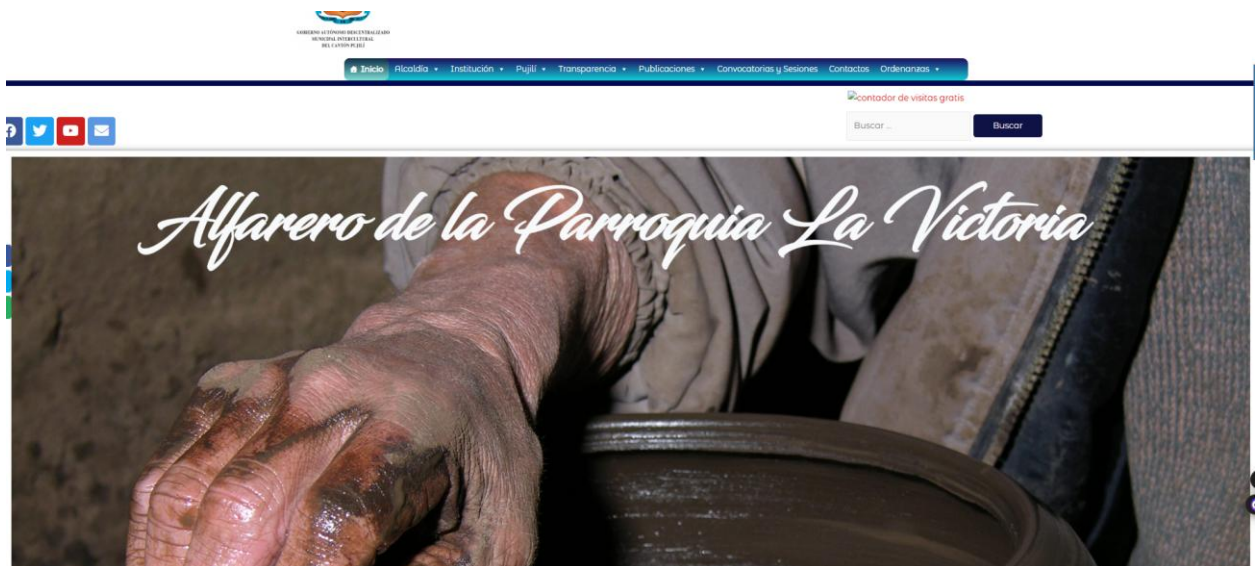 GOBIERNO AUTÓNOMO DESCENTRALIZADO
MUNICIPAL INTERCULTURAL
DEL CANTÓN PUJILÍ
Inicio Alcaldía Institución Pujilí Transparencia Publicaciones Convocatorias y Sesiones Contactos Ordenanzas
contador de visitas gratis
Buscar ... Buscar
Alfarero de la Parroquia La Victoria